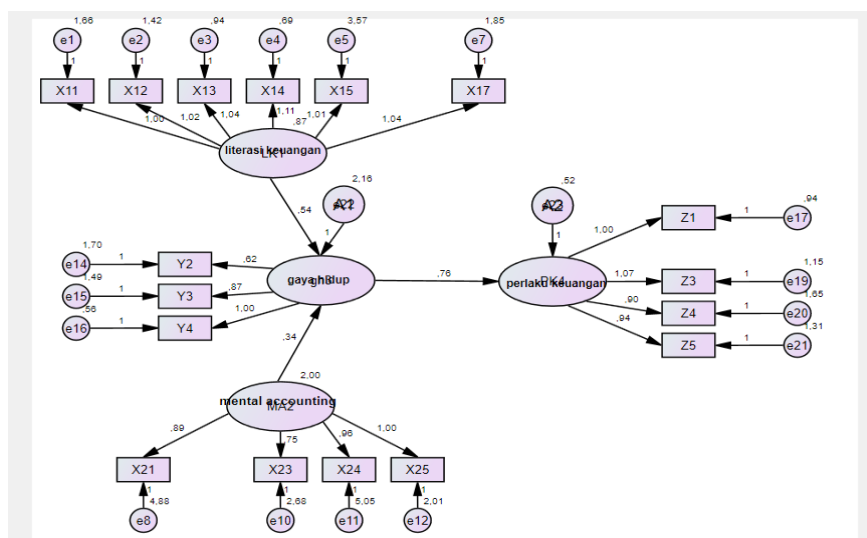 1,66 1,42 ,94 ,69 3,57 1,85
e1 e2 e3 e4 e5 e7
1 1 1 1 1 1
X11 X12 X13 X14 X15 X17
1,00 1,02 1,04 1,11 ,87 1,01 1,04
literasi keuangan
LK1
2,16 ,52
,54 1 1
,94
Z1 1 e17
1,00
1,70
e14 1 Y2 ,62
1,49
e15 1 Y3 ,87
,56
e16 1 Y4 1,00
gaya hidup
,76
perlaku keuangan
1,15
1,07 Z3 1 e19
1,65
,90 Z4 1 e20
1,31
,94 Z5 1 e21
,34
2,00
mental accounting
MA2
,89 ,75 ,96 1,00
X21 X23 X24 X25
1 1 1 1
4,88 2,68 5,05 2,01
e8 e10 e11 e12